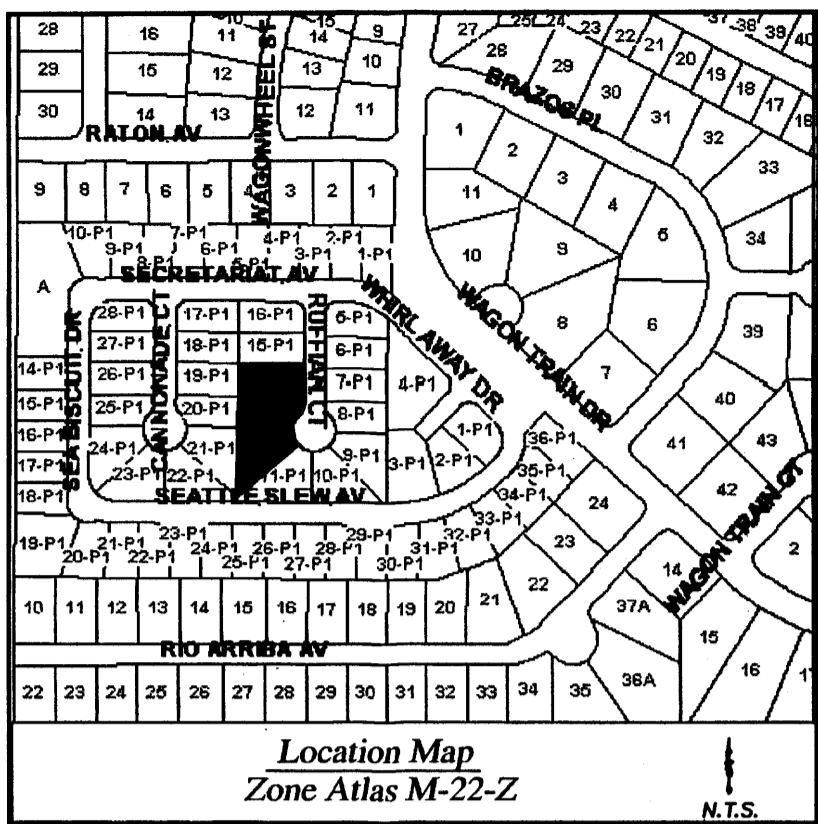 10 15 37 38 39 40
28 16 11 14 9 27 25 24 23 22 21 20 19 18 17 18
29 15 12 13 10 28 29 30 31 32 33
30 14 13 12 11
BRAZOS PL
RATON AV
WAGONWHEEL ST
1 2 3 4 5 6 7 8 9 10 11
34
9 8 7 6 5 4 3 2 1
10-P1 7-P1 4-P1 2-P1
9-P1 6-P1 3-P1 1-P1
8-P1 5-P1
SECRETARIAT AV
A
WHIRL AWAY DR
WAGON TRAIN DR
SEA BISCUIT DR
CANNONADE CT
RUFFIAN CT
28-P1 17-P1 16-P1 5-P1
27-P1 18-P1 15-P1 6-P1
14-P1 26-P1 19-P1 7-P1 4-P1
15-P1 25-P1 20-P1 8-P1 1-P1
16-P1 24-P1 21-P1 9-P1 3-P1 2-P1
17-P1 23-P1 22-P1 11-P1 10-P1
18-P1
SEATTLE SLEW AV
36-P1
35-P1
34-P1
33-P1
32-P1
19-P1 21-P1 23-P1 29-P1
20-P1 22-P1 24-P1 26-P1 28-P1 31-P1
25-P1 27-P1 30-P1
39
40
41 43
42
WAGON TRAIN CT
24
23
22
21
14 2
37A
15
16
17
36A
10 11 12 13 14 15 16 17 18 19 20
RIO ARRIBA AV
22 23 24 25 26 27 28 29 30 31 32 33 34 35
Location Map
Zone Atlas M-22-Z
N.T.S.